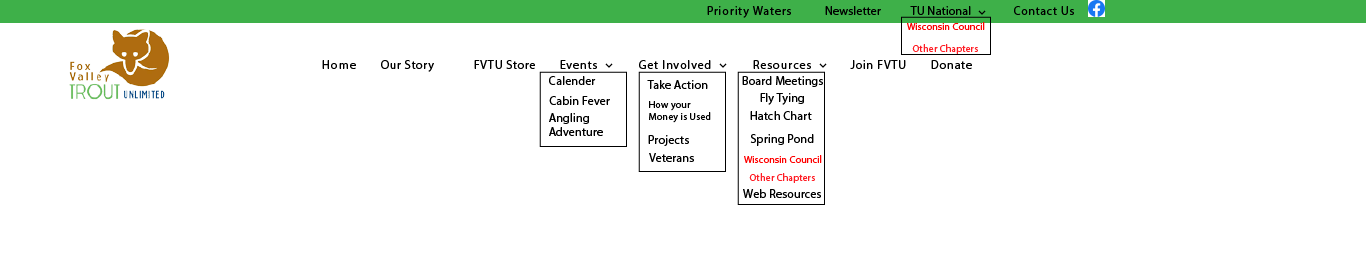 Priority Waters Newsletter TU National Contact Us
Wisconsin Council
Other Chapters
Fox
Valley
TROUT UNLIMITED
Home Our Story FVTU Store Events Get Involved Resources Join FVTU Donate
Calender
Cabin Fever
Angling
Adventure
Take Action
How your
Money is Used
Projects
Veterans
Board Meetings
Fly Tying
Hatch Chart
Spring Pond
Wisconsin Council
Other Chapters
Web Resources